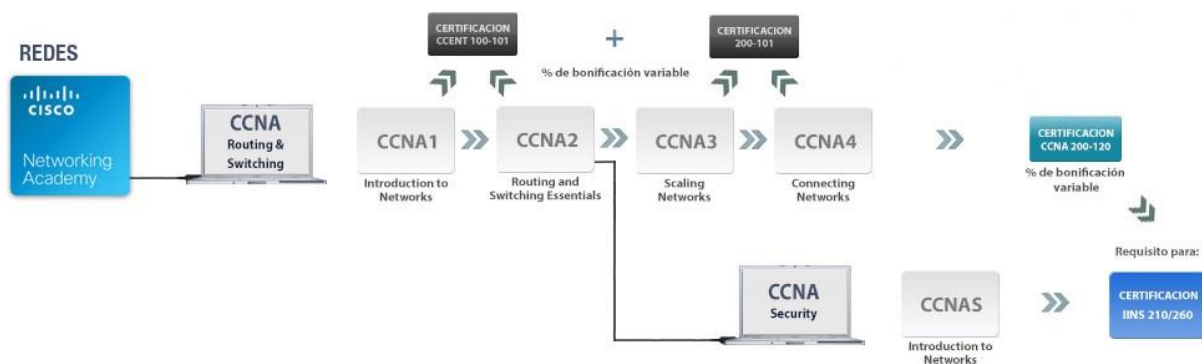 REDES
CISCO
Networking
Academy
CCNA
Routing &
Switching
CERTIFICACION
CCENT 100-101
+
CERTIFICACION
200-101
% de bonificación variable
CCNA1
Introduction to
Networks
CCNA2
Routing and
Switching Essentials
CCNA3
Scaling
Networks
CCNA4
Connecting
Networks
CERTIFICACION
CCNA 200-120
% de bonificación
variable
Requisito para:
CCNA
Security
CCNAS
Introduction to
Networks
CERTIFICACION
IINS 210/260